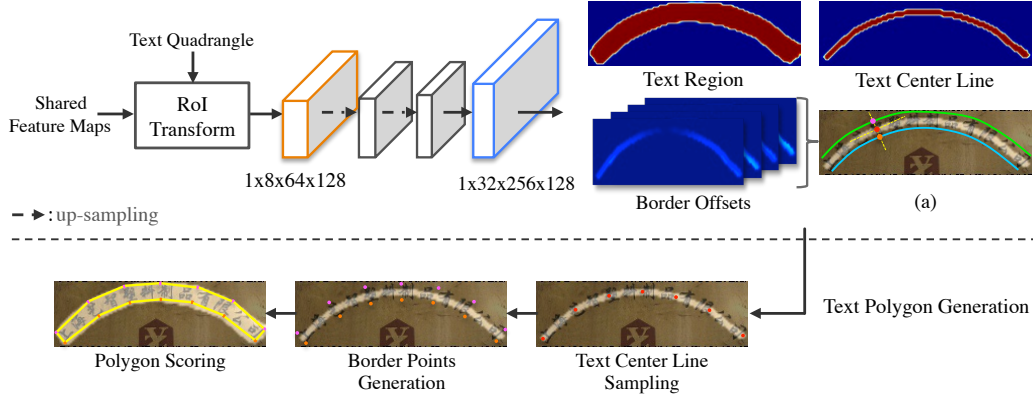 Text Quadrangle
Shared
Feature Maps
RoI
Transform
1x8x64x128
1x32x256x128
Text Region
Text Center Line
Border Offsets
(a)
: up-sampling
Text Polygon Generation
Polygon Scoring
Border Points
Generation
Text Center Line
Sampling